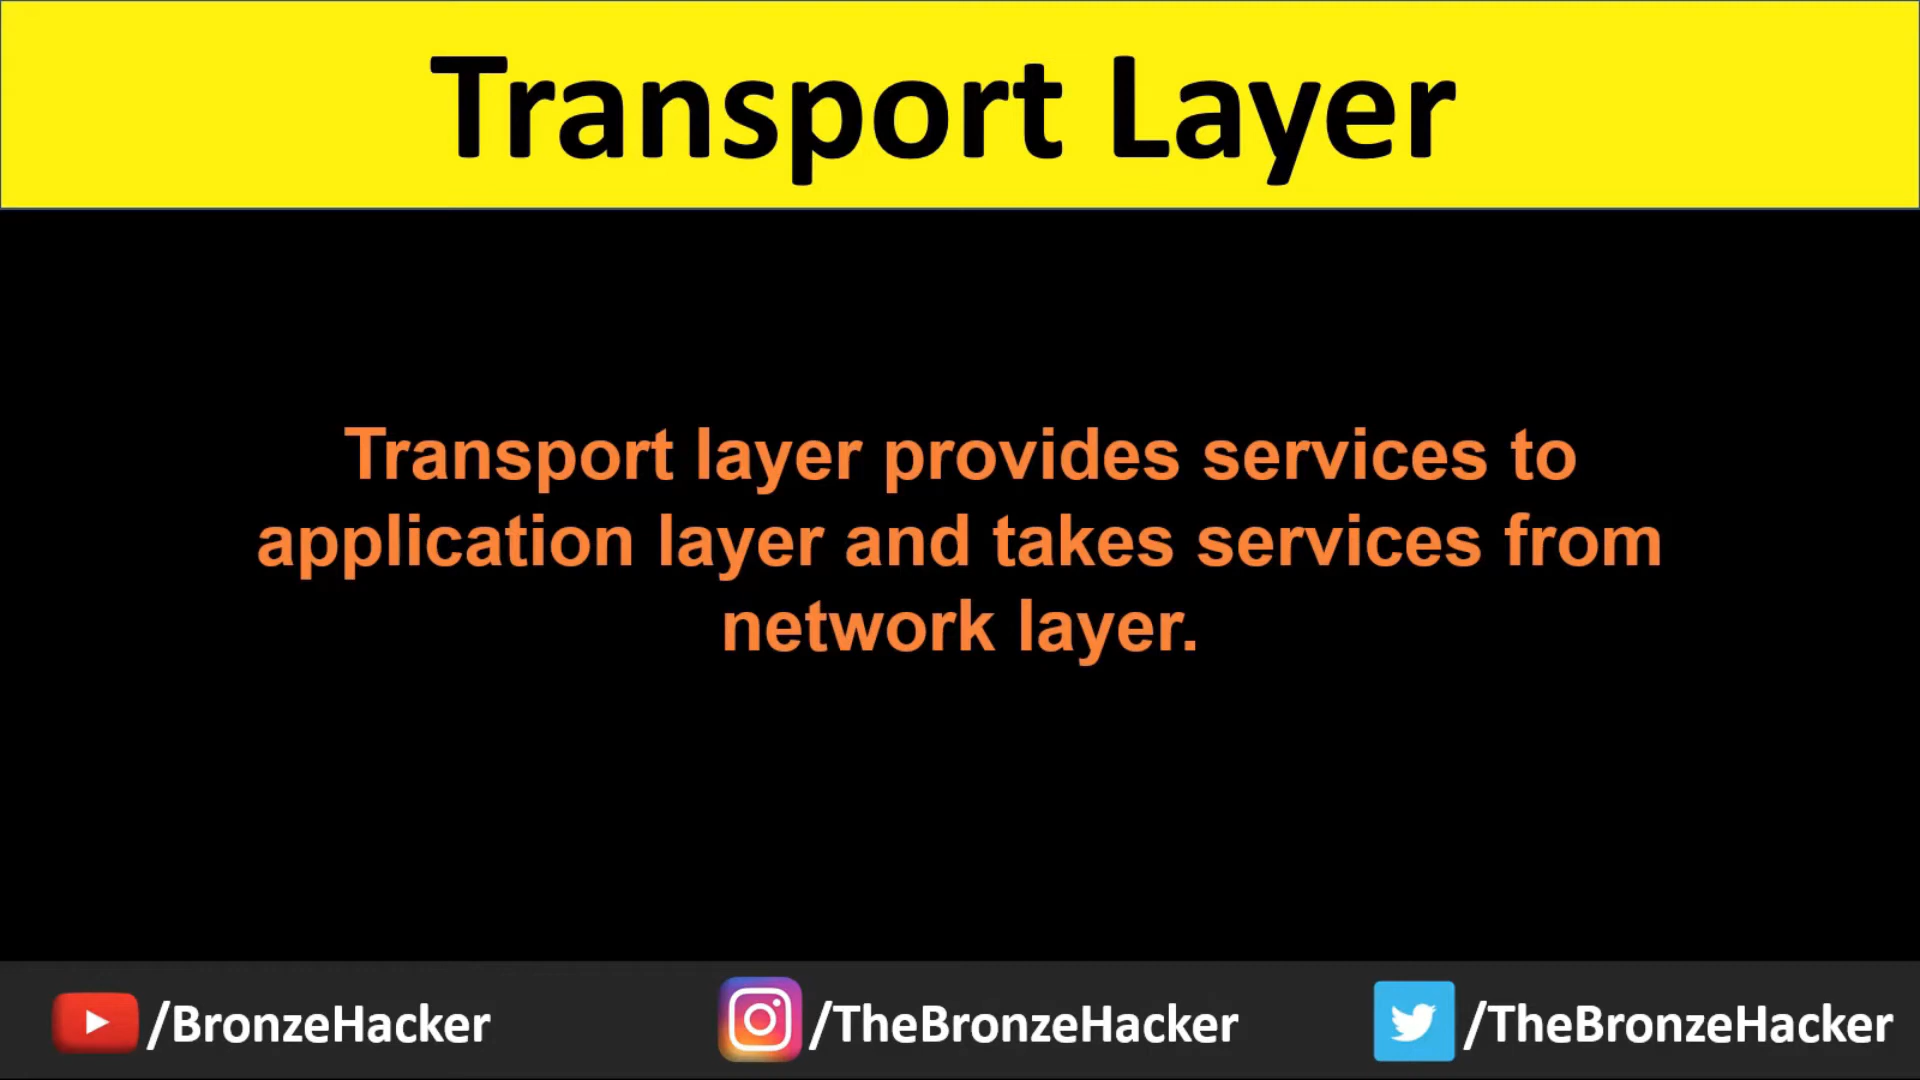 Transport Layer
Transport layer provides services to
application layer and takes services from
network layer.
/BronzeHacker
/TheBronzeHacker
/TheBronzeHacker